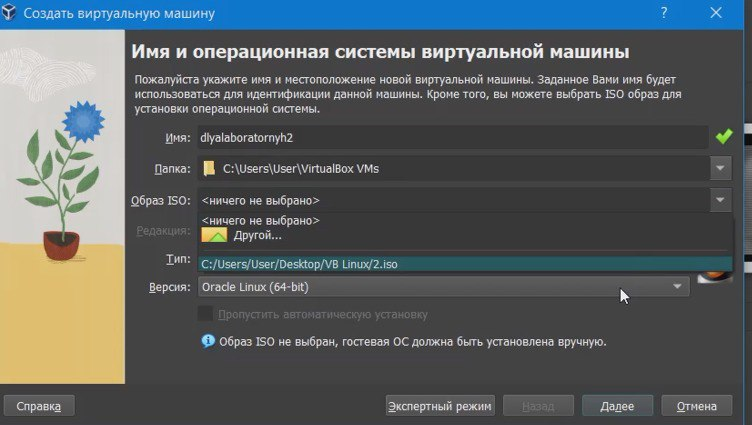 Создать виртуальную машину
? ×
Имя и операционная системы виртуальной машины
Пожалуйста укажите имя и местоположение новой виртуальной машины. Заданное Вами имя будет
использоваться для идентификации данной машины. Кроме того, вы можете выбрать ISO образ для
установки операционной системы.
Имя: dlyalaboratornyh2
Папка: C:\Users\User\VirtualBox VMs
Образ ISO: <ничего не выбрано>
<ничего не выбрано>
Редакция: Другой...
Тип: C:/Users/User/Desktop/VB Linux/2.iso
Версия: Oracle Linux (64-bit)
Пропустить автоматическую установку
Образ ISO не выбран, гостевая ОС должна быть установлена вручную.
Справка Экспертный режим Назад Далее Отмена